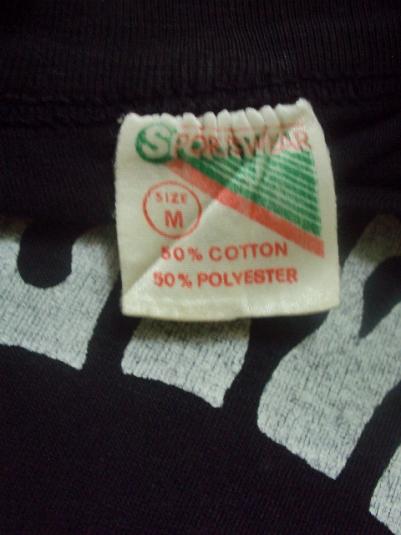 SPORTSWEAR
SIZE
M
50% COTTON
50% POLYESTER